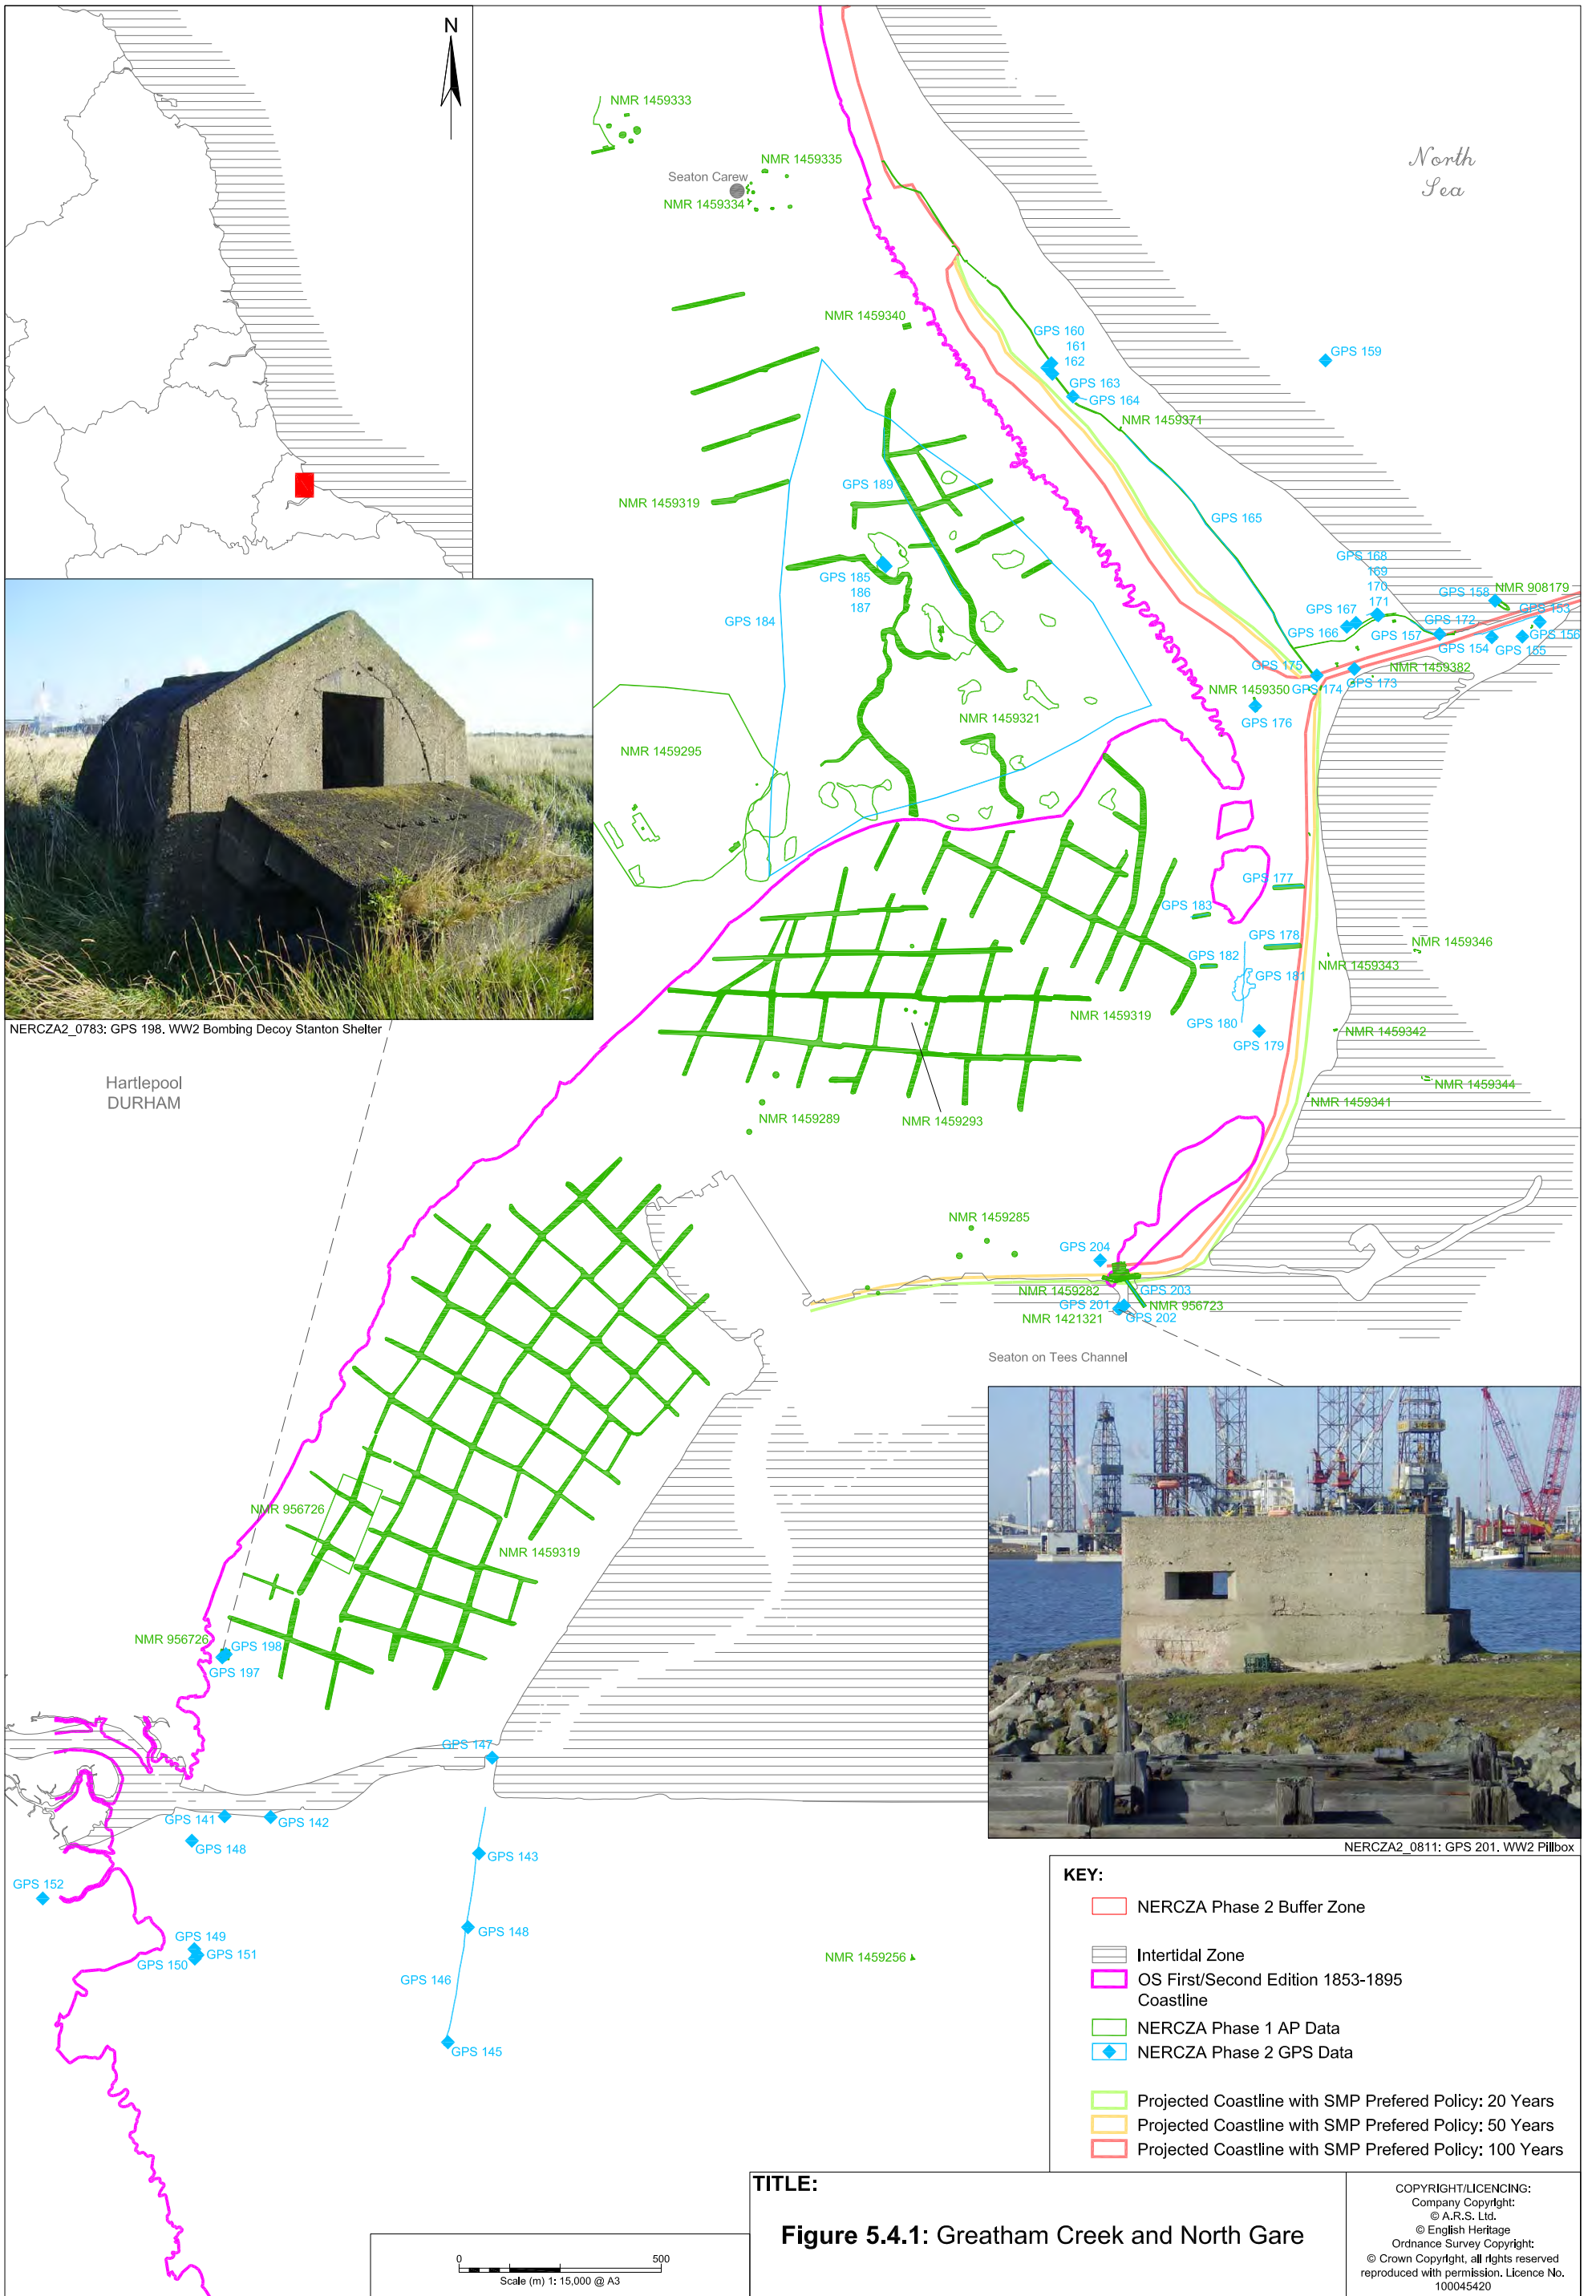 N
North
Sea
NMR 1459333
NMR 1459335
Seaton Carew
NMR 1459334
NMR 1459340
GPS 160
161
162
GPS 159
GPS 163
GPS 164
NMR 1459371
GPS 189
NMR 1459319
GPS 165
GPS 185
186
187
GPS 184
GPS 168
169
170
171
GPS 167
GPS 166
GPS 157
GPS 158
NMR 908179
GPS 153
GPS 172
GPS 154
GPS 155
GPS 156
GPS 175
GPS 174
GPS 173
NMR 1459382
NMR 1459350
GPS 176
NMR 1459321
NMR 1459295
GPS 177
GPS 183
GPS 178
GPS 182
GPS 181
GPS 180
GPS 179
NMR 1459346
NMR 1459343
NMR 1459342
NMR 1459344
NMR 1459341
NMR 1459319
NERCZA2_0783: GPS 198. WW2 Bombing Decoy Stanton Shelter
Hartlepool
DURHAM
NMR 1459289
NMR 1459293
NMR 1459285
GPS 204
NMR 1459282
GPS 203
GPS 201
NMR 956723
NMR 1421321
GPS 202
Seaton on Tees Channel
NMR 956726
NMR 1459319
NMR 956726
GPS 198
GPS 197
GPS 147
GPS 141
GPS 142
GPS 148
GPS 143
GPS 152
GPS 148
GPS 149
GPS 151
GPS 150
GPS 146
GPS 145
NMR 1459256
NERCZA2_0811: GPS 201. WW2 Pillbox
KEY:
NERCZA Phase 2 Buffer Zone
Intertidal Zone
OS First/Second Edition 1853-1895
Coastline
NERCZA Phase 1 AP Data
NERCZA Phase 2 GPS Data
Projected Coastline with SMP Prefered Policy: 20 Years
Projected Coastline with SMP Prefered Policy: 50 Years
Projected Coastline with SMP Prefered Policy: 100 Years
TITLE:
Figure 5.4.1: Greatham Creek and North Gare
0 500
Scale (m) 1: 15,000 @ A3
COPYRIGHT/LICENCING:
Company Copyright:
© A.R.S. Ltd.
© English Heritage
Ordnance Survey Copyright:
© Crown Copyright, all rights reserved
reproduced with permission. Licence No.
100045420